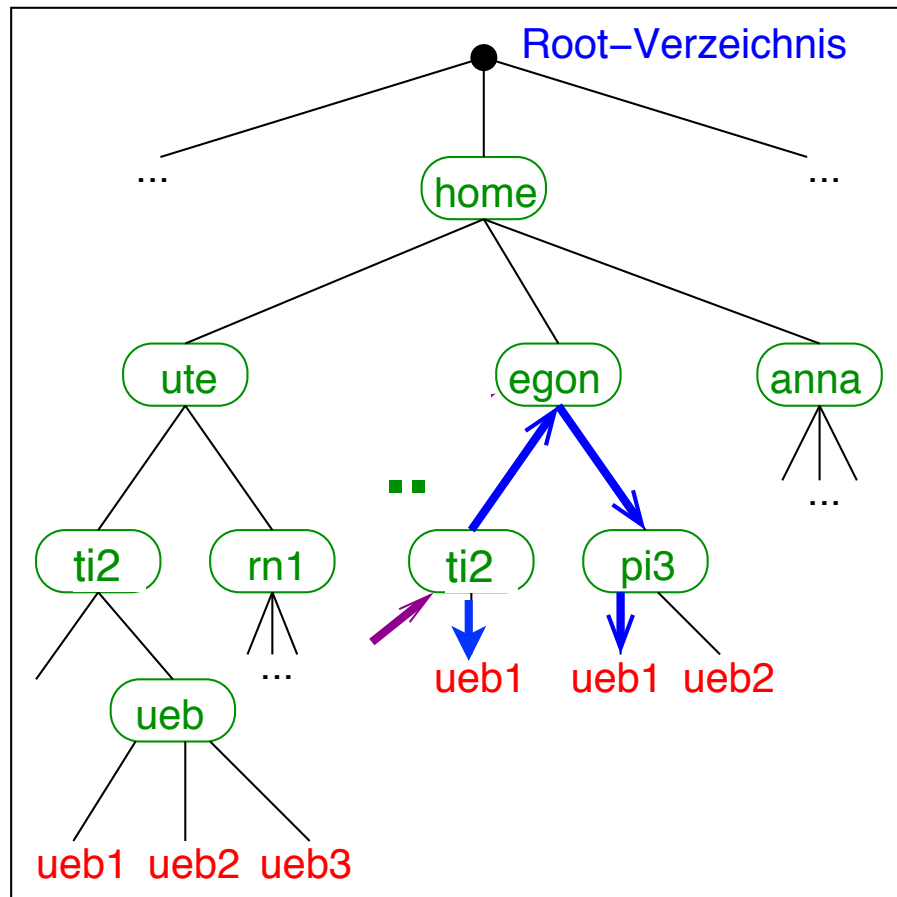 Root−Verzeichnis
... ...
home
ute egon anna
.. ...
ti2 rn1 ti2 pi3
... ueb1 ueb1 ueb2
ueb
ueb1 ueb2 ueb3